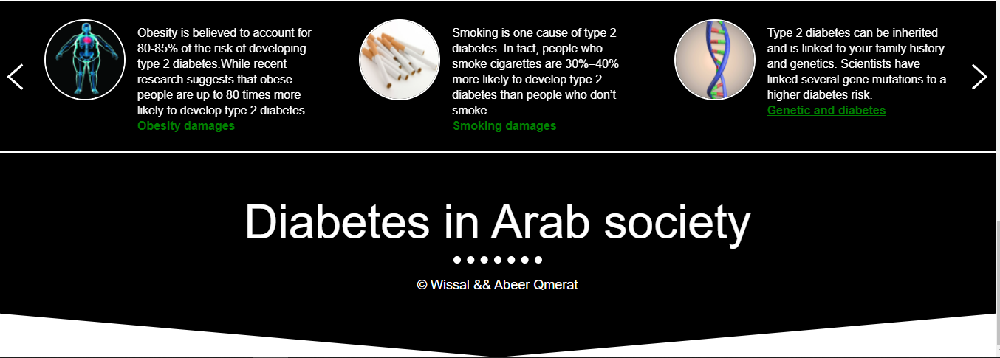 Obesity is believed to account for
80-85% of the risk of developing
type 2 diabetes.While recent
research suggests that obese
people are up to 80 times more
likely to develop type 2 diabetes
Obesity damages
Smoking is one cause of type 2
diabetes. In fact, people who
smoke cigarettes are 30%–40%
more likely to develop type 2
diabetes than people who don’t
smoke.
Smoking damages
Type 2 diabetes can be inherited
and is linked to your family history
and genetics. Scientists have
linked several gene mutations to a
higher diabetes risk.
Genetic and diabetes
Diabetes in Arab society
© Wissal && Abeer Qmerat